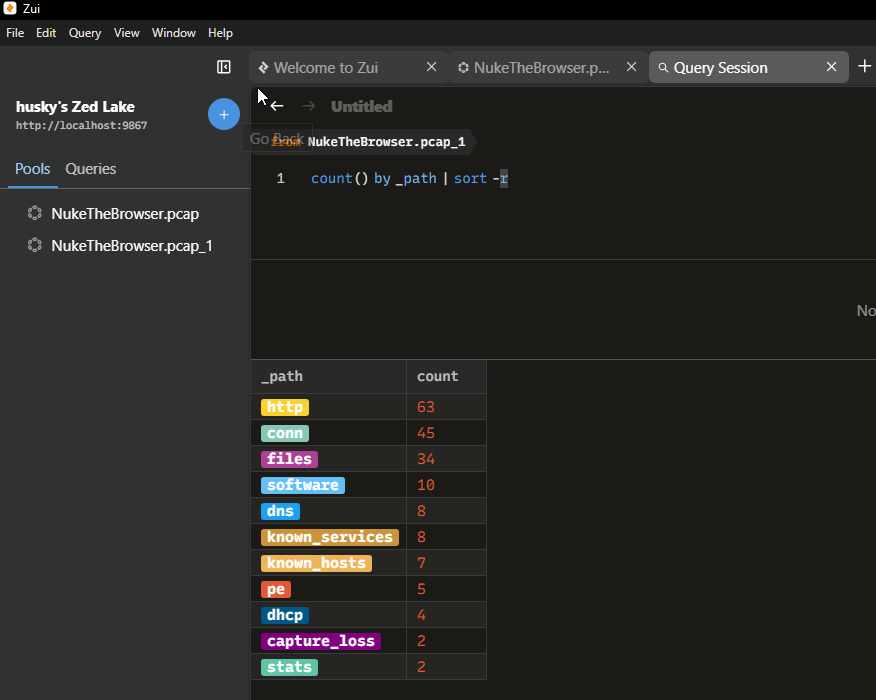 Zui
File Edit Query View Window Help
Welcome to Zui NukeTheBrowser.p... Query Session
husky's Zed Lake
http://localhost:9867
Untitled
Go Back
from NukeTheBrowser.pcap_1
Pools Queries
1 count() by _path | sort -r
NukeTheBrowser.pcap
NukeTheBrowser.pcap_1
No
_path count
http 63
conn 45
files 34
software 10
dns 8
known_services 8
known_hosts 7
pe 5
dhcp 4
capture_loss 2
stats 2